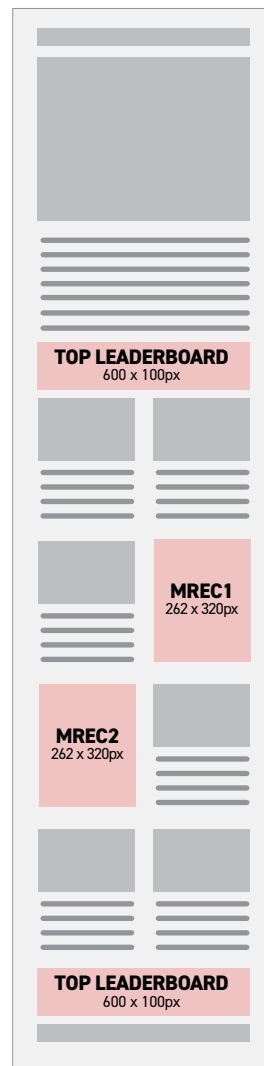 TOP LEADERBOARD
600 x 100px
MREC1
262 x 320px
MREC2
262 x 320px
TOP LEADERBOARD
600 x 100px